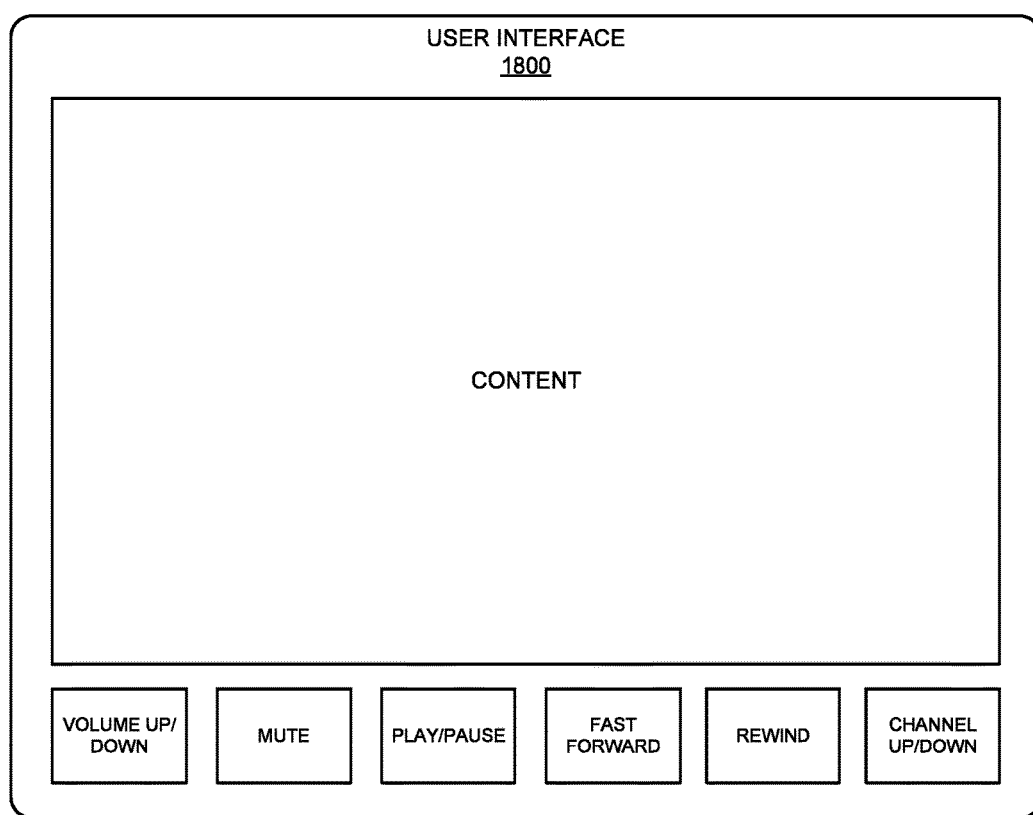 USER INTERFACE
1800
CONTENT
VOLUME UP/
DOWN
MUTE
PLAY/PAUSE
FAST
FORWARD
REWIND
CHANNEL
UP/DOWN